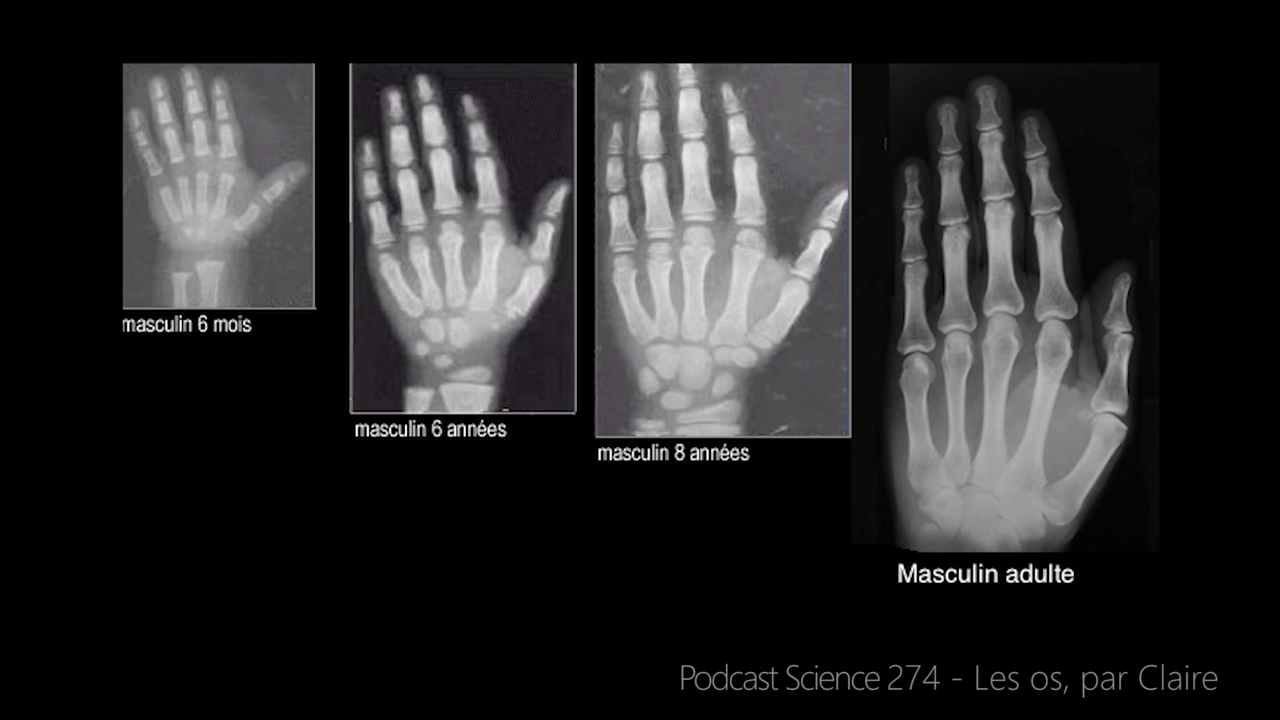 masculin 6 mois
masculin 6 années
masculin 8 années
Masculin adulte
Podcast Science 274 - Les os, par Claire